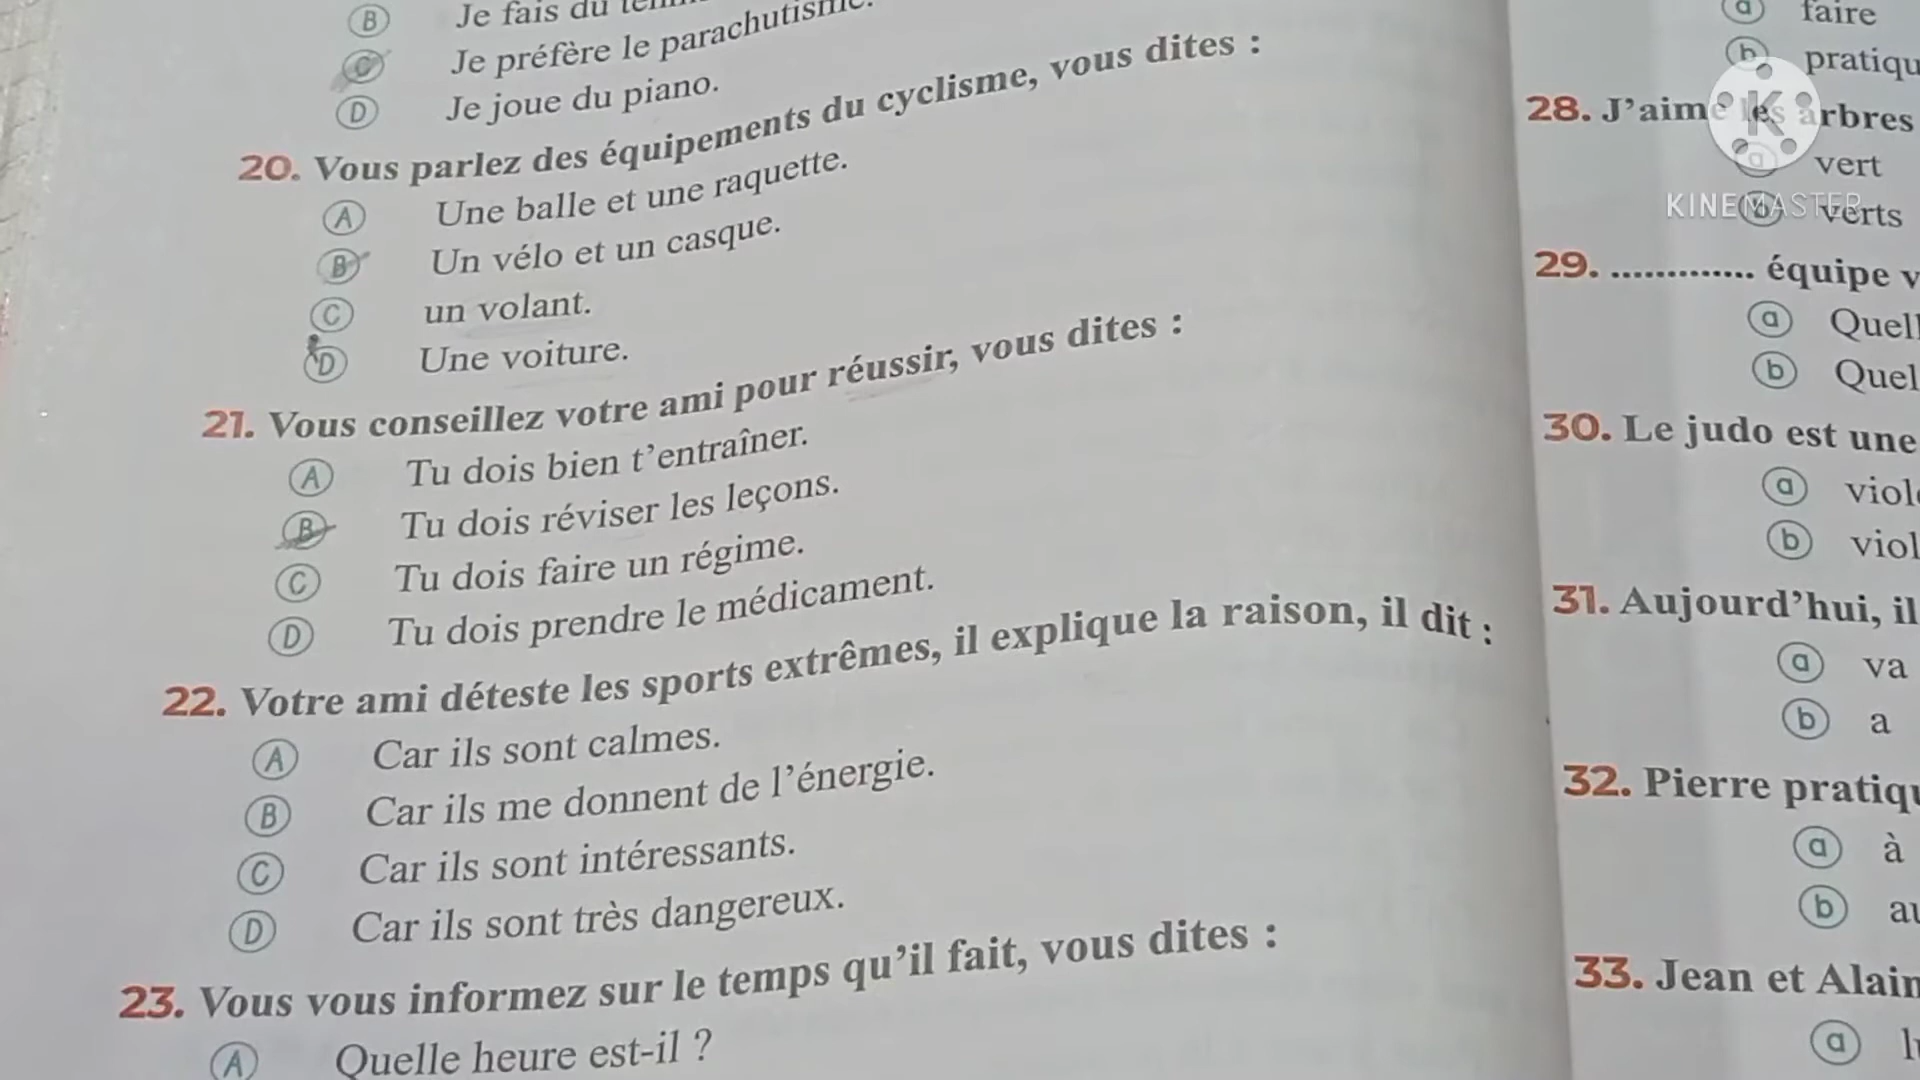 B Je fais du
C Je préfère le parachutisme.
D Je joue du piano.
20. Vous parlez des équipements du cyclisme, vous dites :
A Une balle et une raquette.
B Un vélo et un casque.
C un volant.
D Une voiture.
21. Vous conseillez votre ami pour réussir, vous dites :
A Tu dois bien t’entraîner.
B Tu dois réviser les leçons.
C Tu dois faire un régime.
D Tu dois prendre le médicament.
22. Votre ami déteste les sports extrêmes, il explique la raison, il dit :
A Car ils sont calmes.
B Car ils me donnent de l’énergie.
C Car ils sont intéressants.
D Car ils sont très dangereux.
23. Vous vous informez sur le temps qu’il fait, vous dites :
A Quelle heure est-il ?
a faire
b pratiqu
28. J’aime les arbres
a vert
b verts
29. ............. équipe v
a Quell
b Quel
30. Le judo est une
a viol
b viol
31. Aujourd’hui, il
a va
b a
32. Pierre pratiqu
a à
b au
33. Jean et Alain
a
K
KINEMASTER